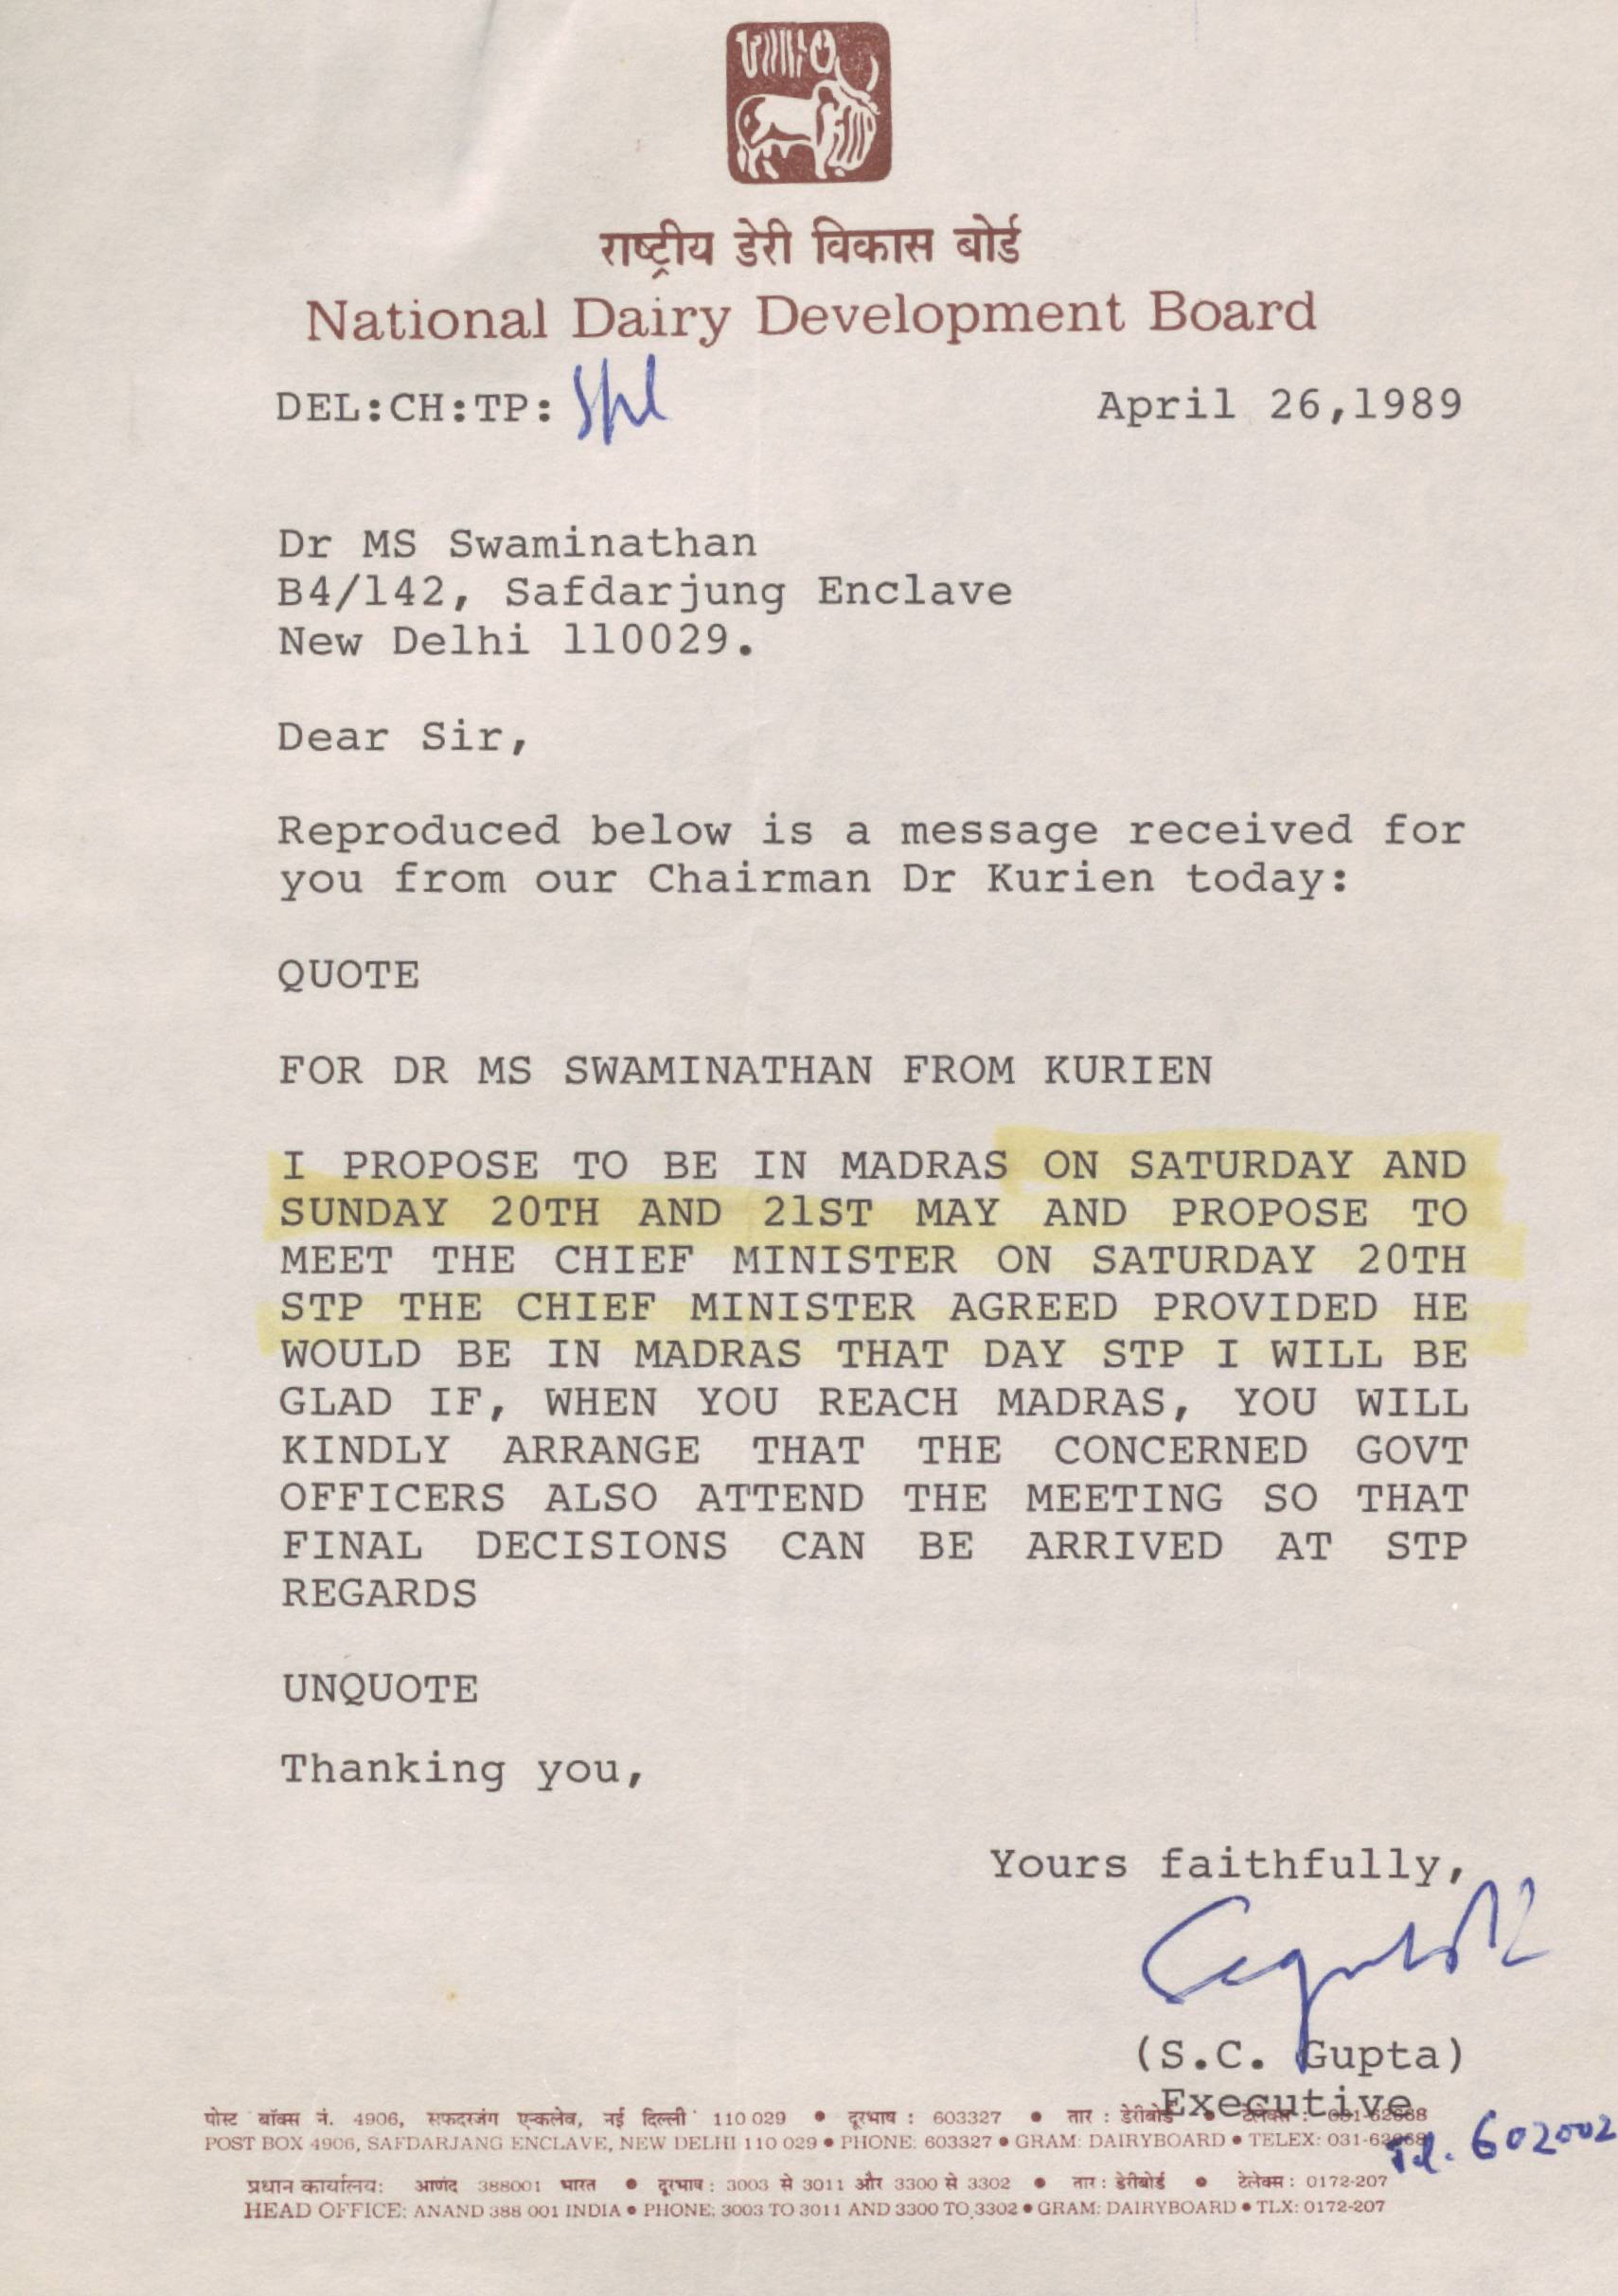 राष्ट्रीय डेरी विकास बोर्ड
National Dairy Development Board
DEL:CH:TP: Spl
April 26,1989
Dr MS Swaminathan
B4/142, Safdarjung Enclave
New Delhi 110029.
Dear Sir,
Reproduced below is a message received for
you from our Chairman Dr Kurien today:
QUOTE
FOR DR MS SWAMINATHAN FROM KURIEN
I PROPOSE TO BE IN MADRAS ON SATURDAY AND
SUNDAY 20TH AND 21ST MAY AND PROPOSE TO
MEET THE CHIEF MINISTER ON SATURDAY 20TH
STP THE CHIEF MINISTER AGREED PROVIDED HE
WOULD BE IN MADRAS THAT DAY STP I WILL BE
GLAD IF, WHEN YOU REACH MADRAS, YOU WILL
KINDLY ARRANGE THAT THE CONCERNED GOVT
OFFICERS ALSO ATTEND THE MEETING SO THAT
FINAL DECISIONS CAN BE ARRIVED AT STP
REGARDS
UNQUOTE
Thanking you,
Yours faithfully,
(S.C. Gupta)
Executive
पोस्ट बॉक्स नं. 4906, सफदरजंग एन्कलेव, नई दिल्ली 110 029 • दूरभाष : 603327 • तार : डेरीबोर्ड • टेलेक्स :
POST BOX 4906, SAFDARJANG ENCLAVE, NEW DELHI 110 029 • PHONE: 603327 • GRAM: DAIRYBOARD • TELEX:
Tel. 602002
प्रधान कार्यालय: आणंद 388001 भारत • दूरभाष : 3003 से 3011 और 3300 से 3302 • तार : डेरीबोर्ड • टेलेक्स : 0172-207
HEAD OFFICE: ANAND 388 001 INDIA • PHONE: 3003 TO 3011 AND 3300 TO 3302 • GRAM: DAIRYBOARD • TLX: 0172-207